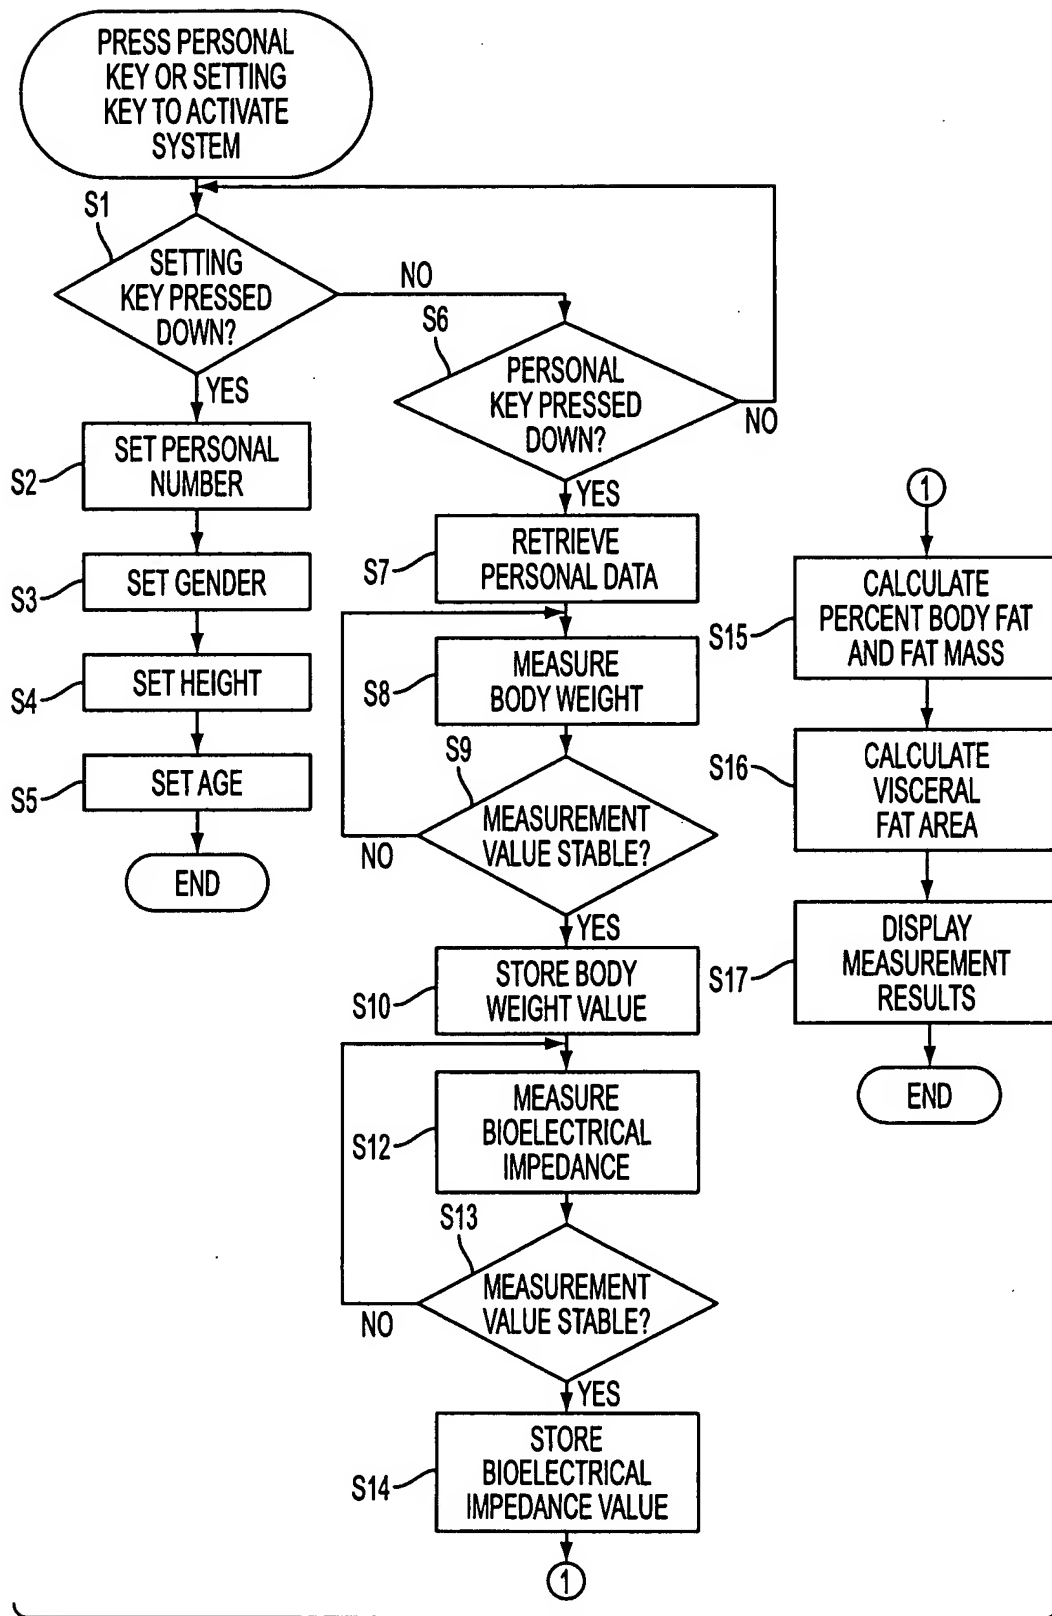 PRESS PERSONAL
KEY OR SETTING
KEY TO ACTIVATE
SYSTEM
S1
SETTING
KEY PRESSED
DOWN?
NO
YES
S2
SET PERSONAL
NUMBER
S3
SET GENDER
S4
SET HEIGHT
S5
SET AGE
END
S6
PERSONAL
KEY PRESSED
DOWN?
NO
YES
S7
RETRIEVE
PERSONAL DATA
S8
MEASURE
BODY WEIGHT
S9
MEASUREMENT
VALUE STABLE?
NO
YES
S10
STORE BODY
WEIGHT VALUE
S12
MEASURE
BIOELECTRICAL
IMPEDANCE
S13
MEASUREMENT
VALUE STABLE?
NO
YES
S14
STORE
BIOELECTRICAL
IMPEDANCE VALUE
1
1
S15
CALCULATE
PERCENT BODY FAT
AND FAT MASS
S16
CALCULATE
VISCERAL
FAT AREA
S17
DISPLAY
MEASUREMENT
RESULTS
END